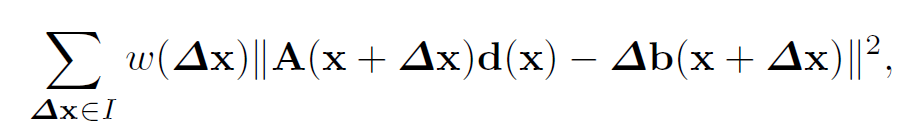 ∑ w(Δx)‖A(x + Δx)d(x) − Δb(x + Δx)‖²,
Δx∈I